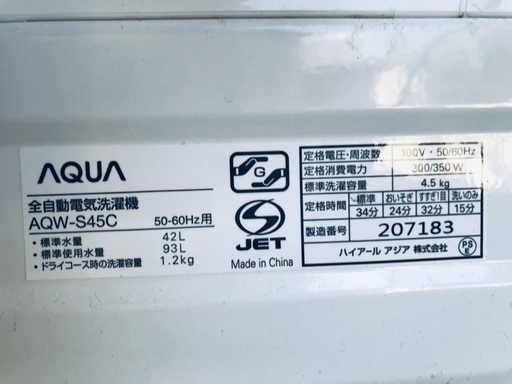 AQUA
全自動電気洗濯機
AQW-S45C 50-60Hz用
・標準水量 42L
・標準使用水量 93L
・ドライコース時の洗濯容量 1.2kg
G
S
JET
Made in China
定格電圧・周波数 100V・50/60Hz
定格消費電力 300/350W
標準洗濯容量 4.5kg
定格時間 標準 おいそぎ すすぎ1回 洗いのみ
34分 24分 32分 15分
製造番号 207183
ハイアール アジア 株式会社
PS
E